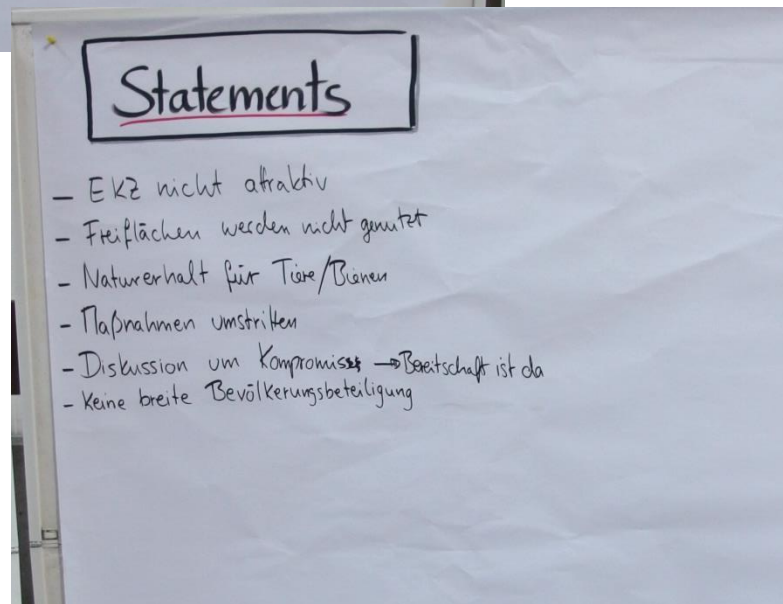 Statements
– EKZ nicht attraktiv
– Freiflächen werden nicht genutzt
– Naturerhalt für Tiere/Bienen
– Maßnahmen umstritten
– Diskussion um Kompromiss → Bereitschaft ist da
– Keine breite Bevölkerungsbeteiligung